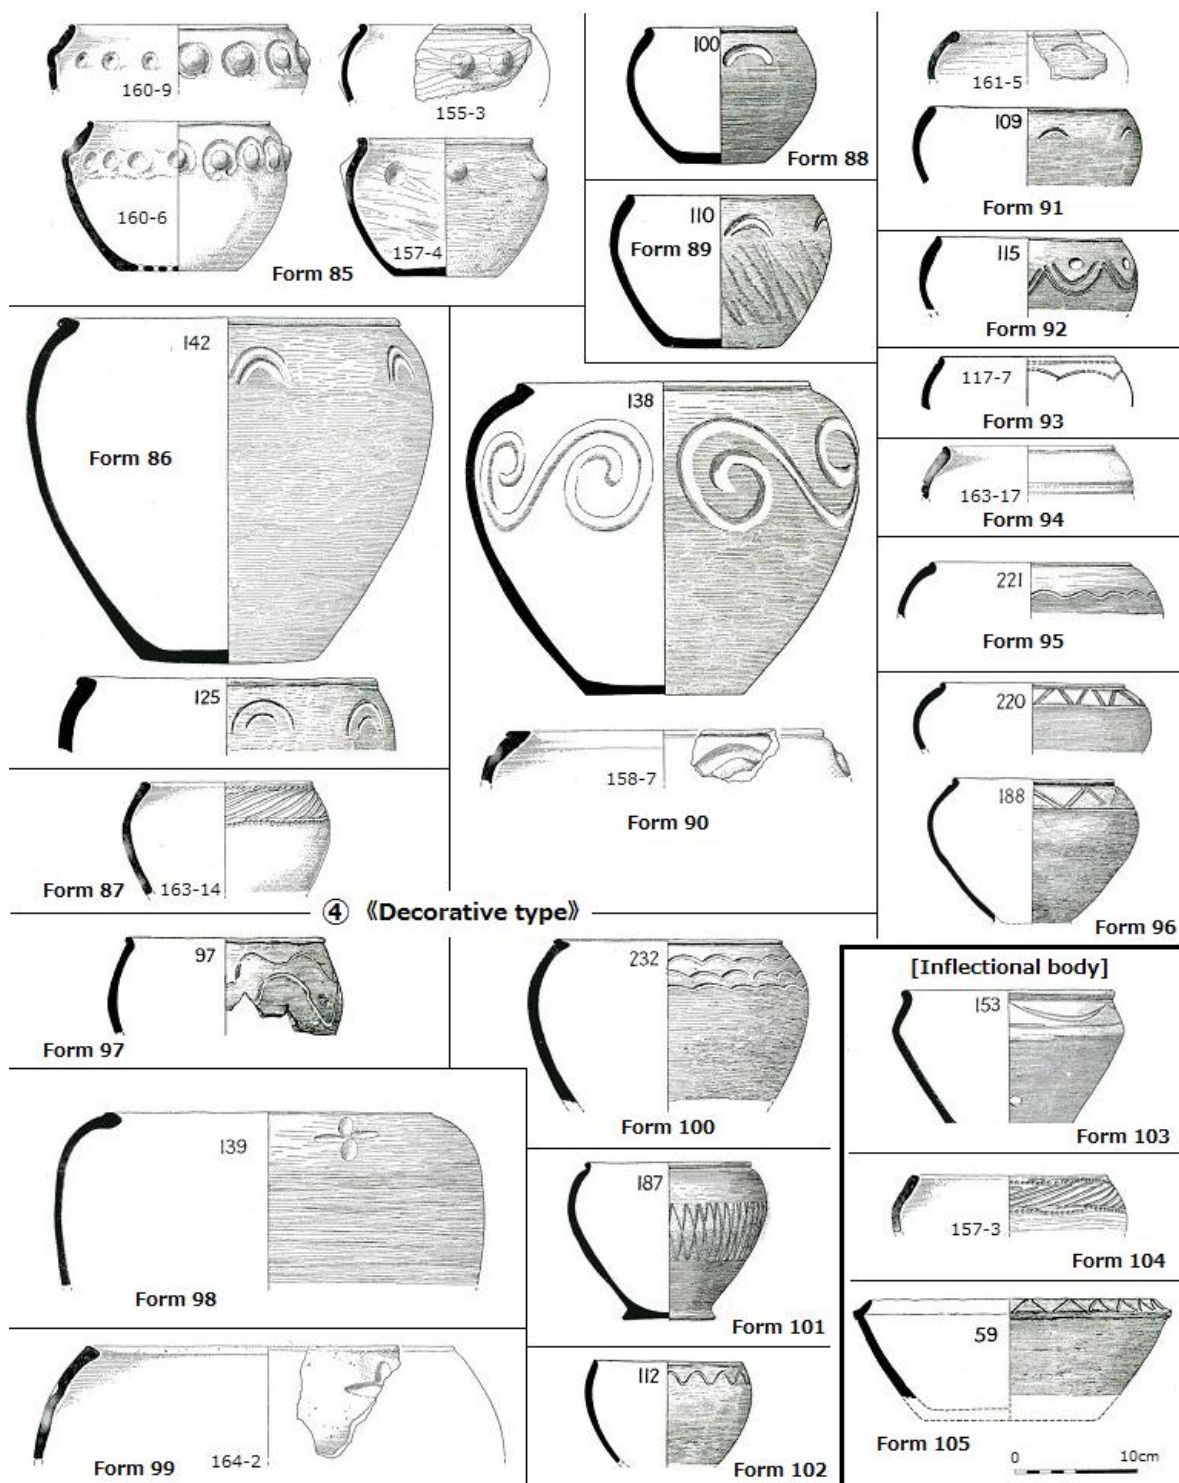 160-9
155-3
160-6
157-4
Form 85
100
Form 88
110
Form 89
161-5
109
Form 91
115
Form 92
117-7
Form 93
163-17
Form 94
221
Form 95
220
188
Form 96
142
Form 86
125
138
158-7
Form 90
163-14
Form 87
④ 《Decorative type》
97
Form 97
232
Form 100
139
Form 98
187
Form 101
164-2
Form 99
112
Form 102
[Inflectional body]
153
Form 103
157-3
Form 104
59
Form 105
0 10cm